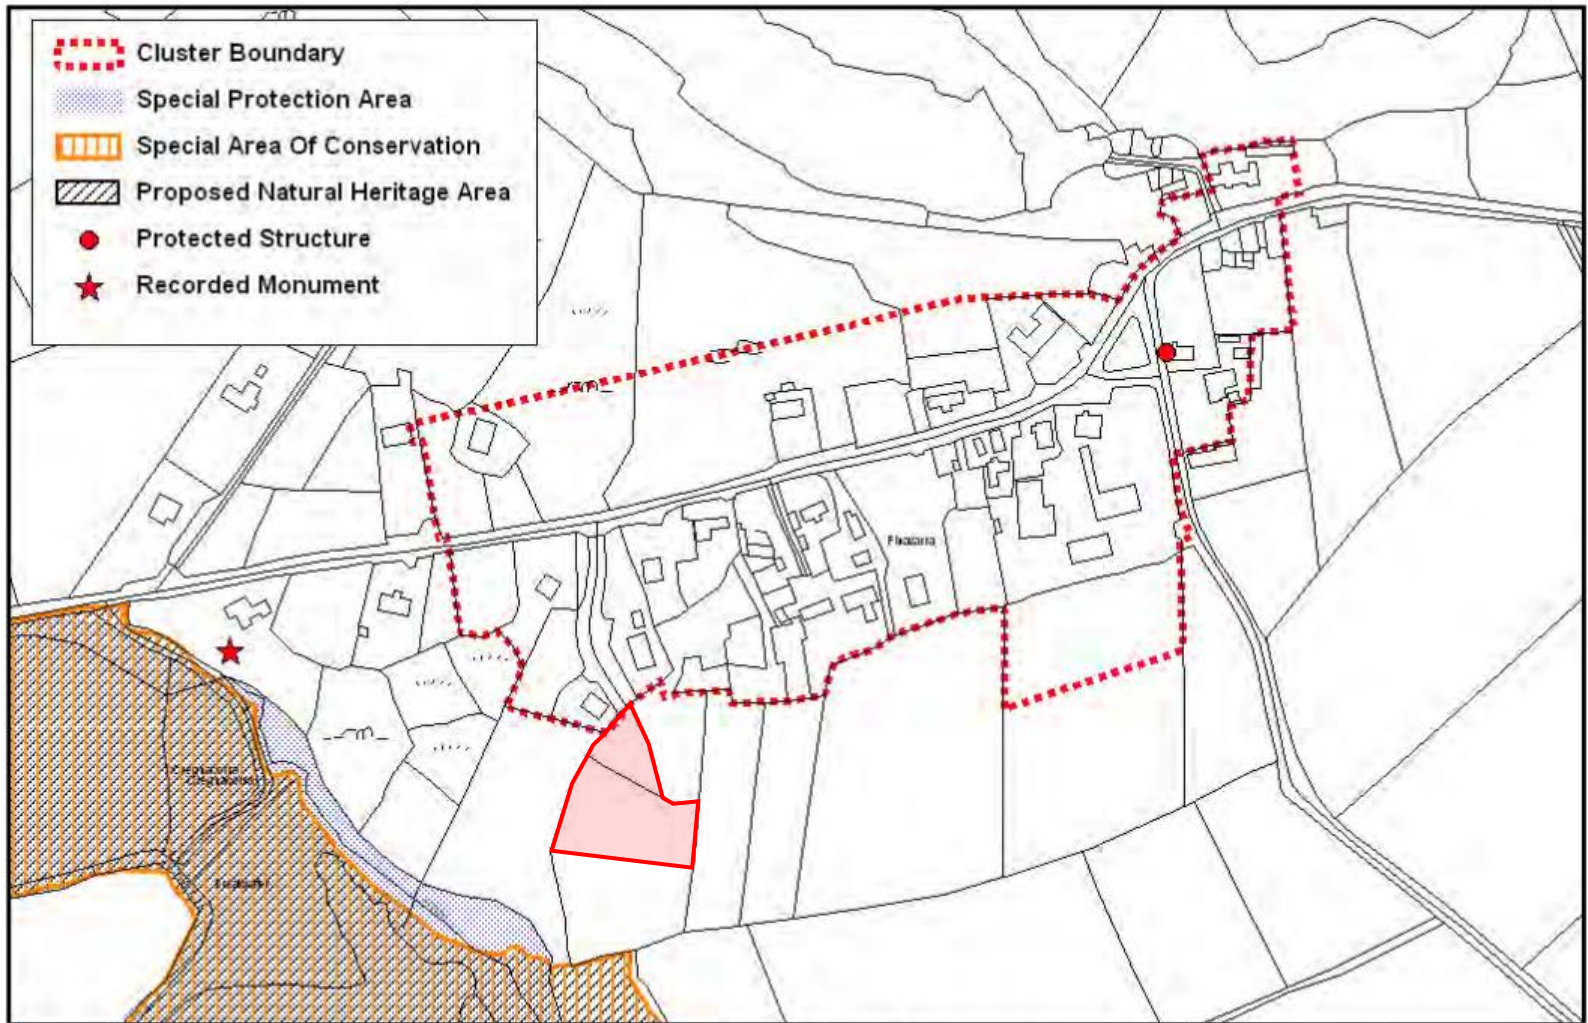 Cluster Boundary
Special Protection Area
Special Area Of Conservation
Proposed Natural Heritage Area
Protected Structure
Recorded Monument